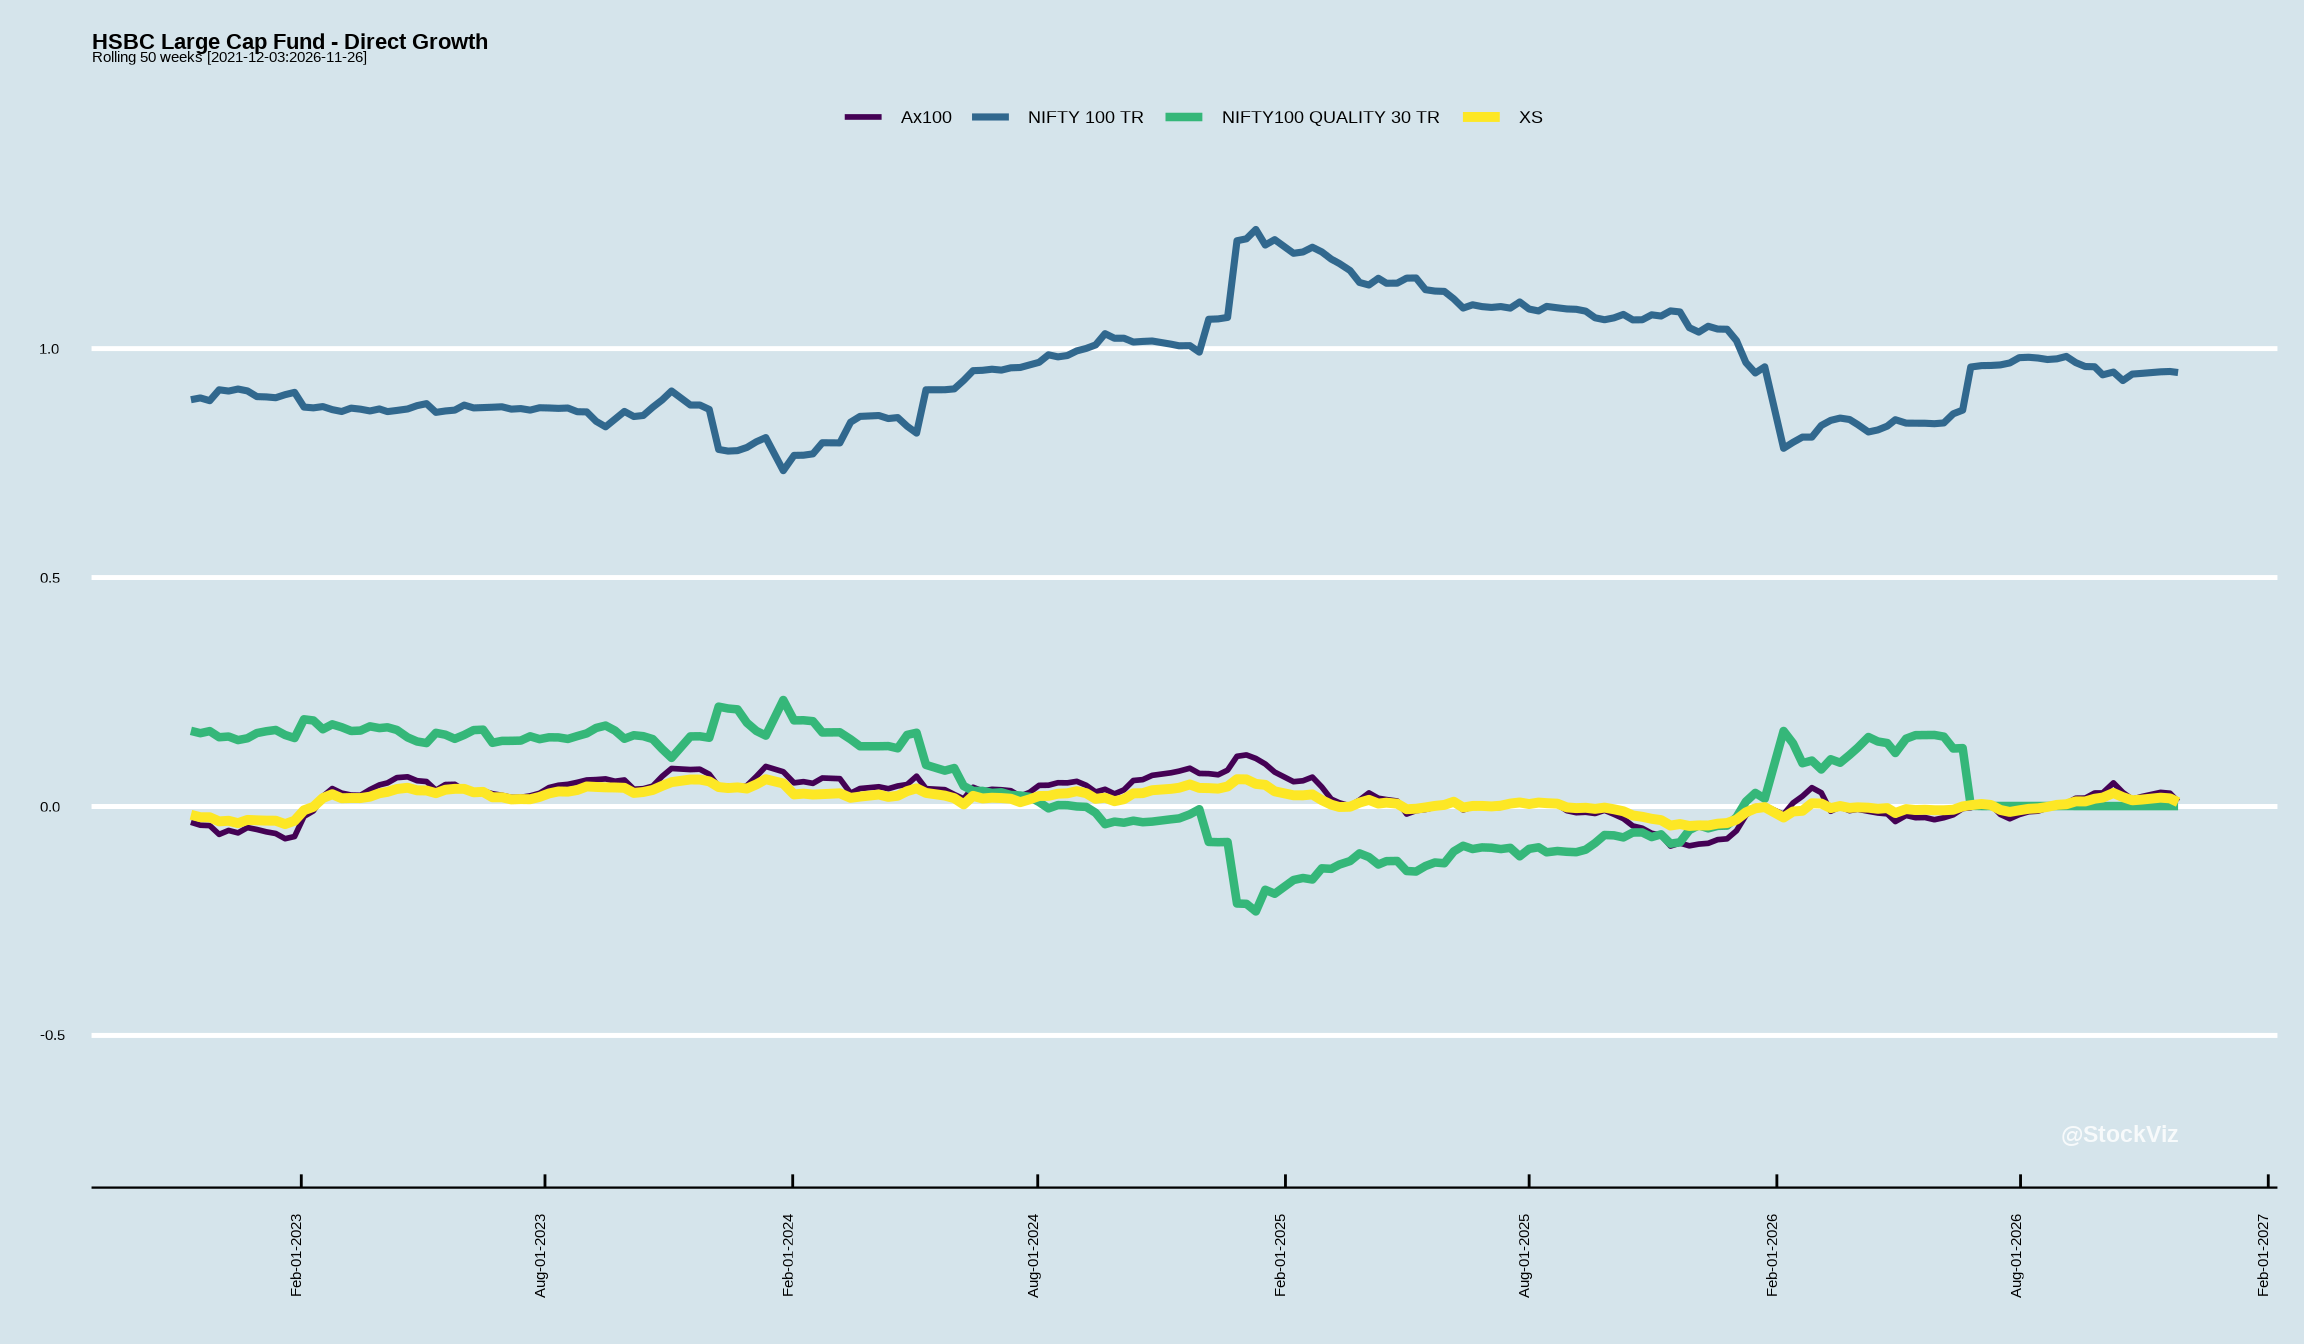 HSBC Large Cap Fund - Direct Growth
Rolling 50 weeks [2021-12-03:2026-11-26]
Ax100 NIFTY 100 TR NIFTY100 QUALITY 30 TR XS
1.0
0.5
0.0
-0.5
@StockViz
Feb-01-2023 Aug-01-2023 Feb-01-2024 Aug-01-2024 Feb-01-2025 Aug-01-2025 Feb-01-2026 Aug-01-2026 Feb-01-2027